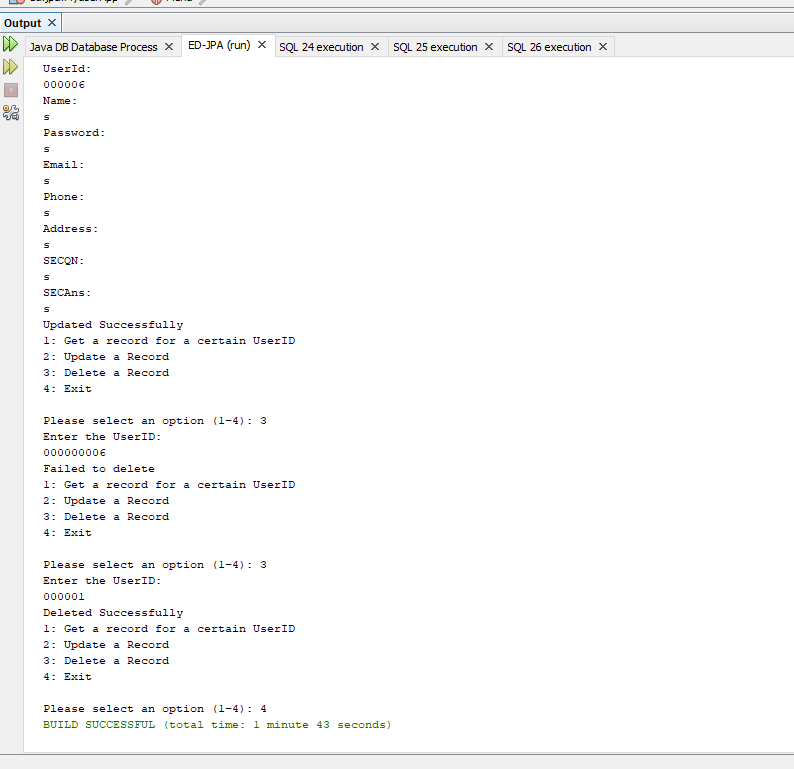 Output
Java DB Database Process
ED-JPA (run)
SQL 24 execution
SQL 25 execution
SQL 26 execution
UserId:
000006
Name:
s
Password:
s
Email:
s
Phone:
s
Address:
s
SECQN:
s
SECAns:
s
Updated Successfully
1: Get a record for a certain UserID
2: Update a Record
3: Delete a Record
4: Exit
Please select an option (1-4): 3
Enter the UserID:
000000006
Failed to delete
1: Get a record for a certain UserID
2: Update a Record
3: Delete a Record
4: Exit
Please select an option (1-4): 3
Enter the UserID:
000001
Deleted Successfully
1: Get a record for a certain UserID
2: Update a Record
3: Delete a Record
4: Exit
Please select an option (1-4): 4
BUILD SUCCESSFUL (total time: 1 minute 43 seconds)